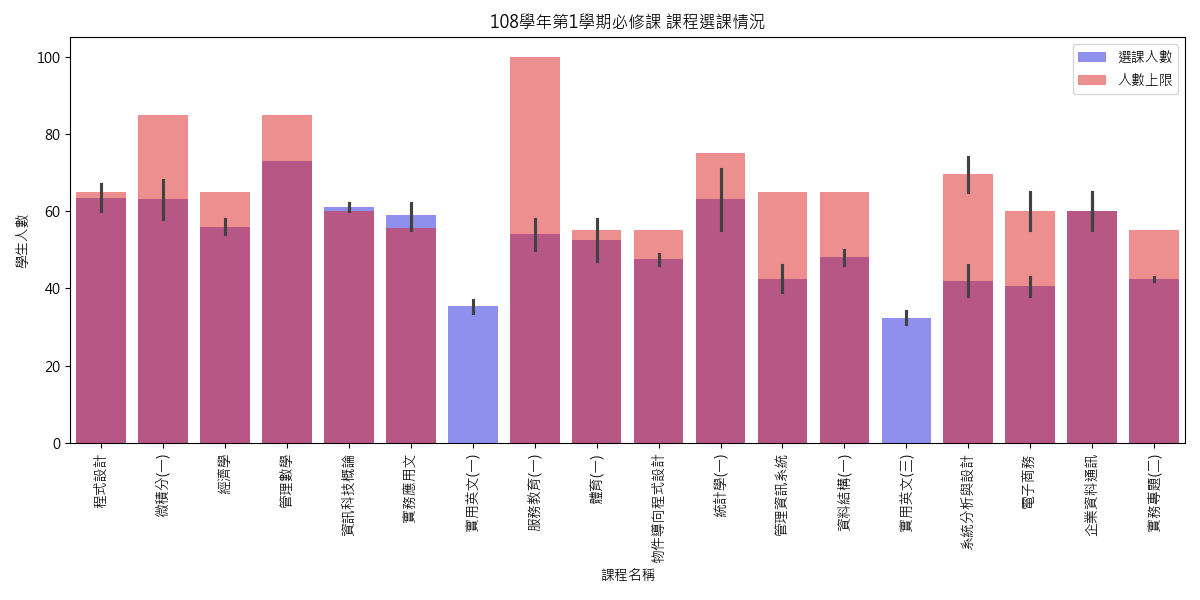 108學年第1學期必修課 課程選課情況
選課人數
人數上限
學生人數
100
80
60
40
20
0
程式設計
微積分(一)
經濟學
管理數學
資訊科技概論
實務應用文
實用英文(一)
服務教育(一)
體育(一)
物件導向程式設計
統計學(一)
管理資訊系統
資料結構(一)
實用英文(三)
系統分析與設計
電子商務
企業資料通訊
實務專題(二)
課程名稱